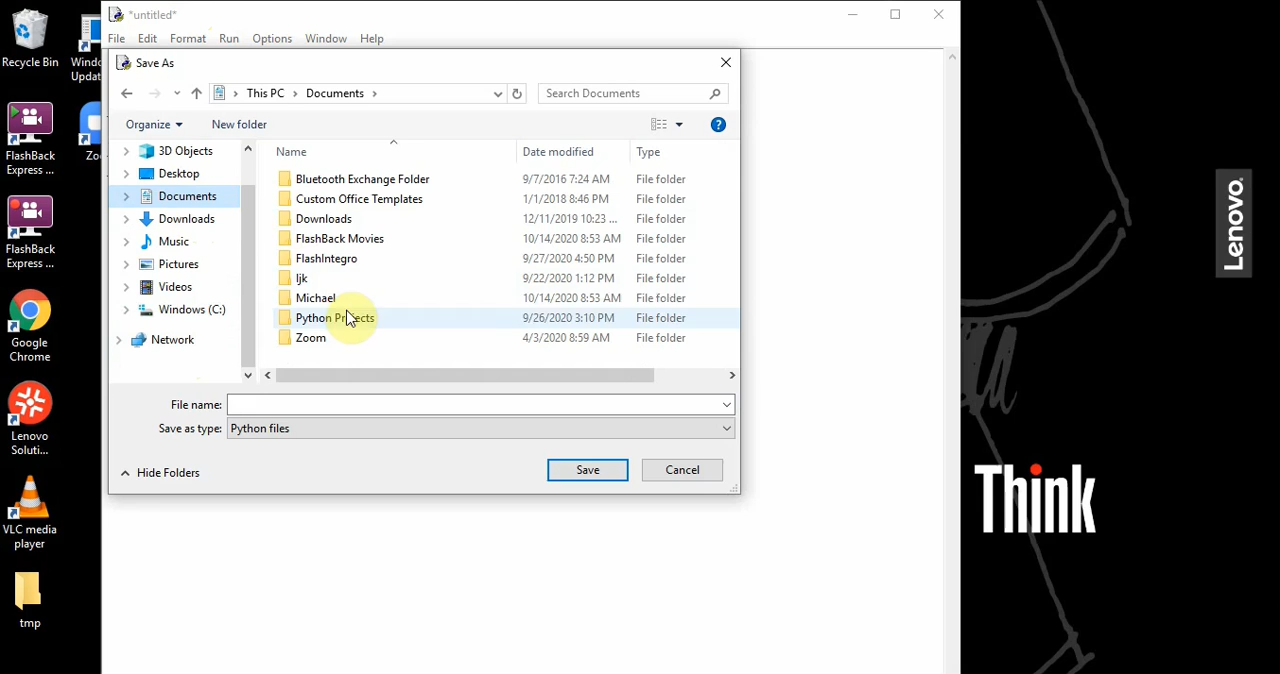 *untitled*
File Edit Format Run Options Window Help
Save As
This PC Documents
Search Documents
Organize New folder
3D Objects
Desktop
Documents
Downloads
Music
Pictures
Videos
Windows (C:)
Network
Name Date modified Type
Bluetooth Exchange Folder 9/7/2016 7:24 AM File folder
Custom Office Templates 1/1/2018 8:46 PM File folder
Downloads 12/11/2019 10:23 ... File folder
FlashBack Movies 10/14/2020 8:53 AM File folder
FlashIntegro 9/27/2020 4:50 PM File folder
ljk 9/22/2020 1:12 PM File folder
Michael 10/14/2020 8:53 AM File folder
Python Projects 9/26/2020 3:10 PM File folder
Zoom 4/3/2020 8:59 AM File folder
File name:
Save as type: Python files
Hide Folders
Save Cancel
Recycle Bin
FlashBack
Express ...
FlashBack
Express ...
Google
Chrome
Lenovo
Soluti...
VLC media
player
tmp
Lenovo
Think